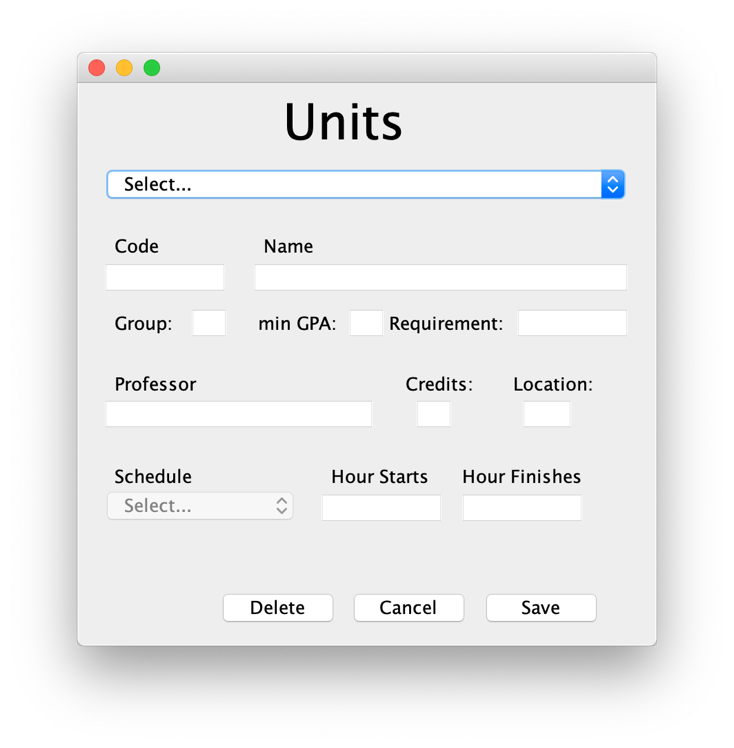 Units
Select...
Code Name
Group: min GPA: Requirement:
Professor Credits: Location:
Schedule Hour Starts Hour Finishes
Select...
Delete Cancel Save